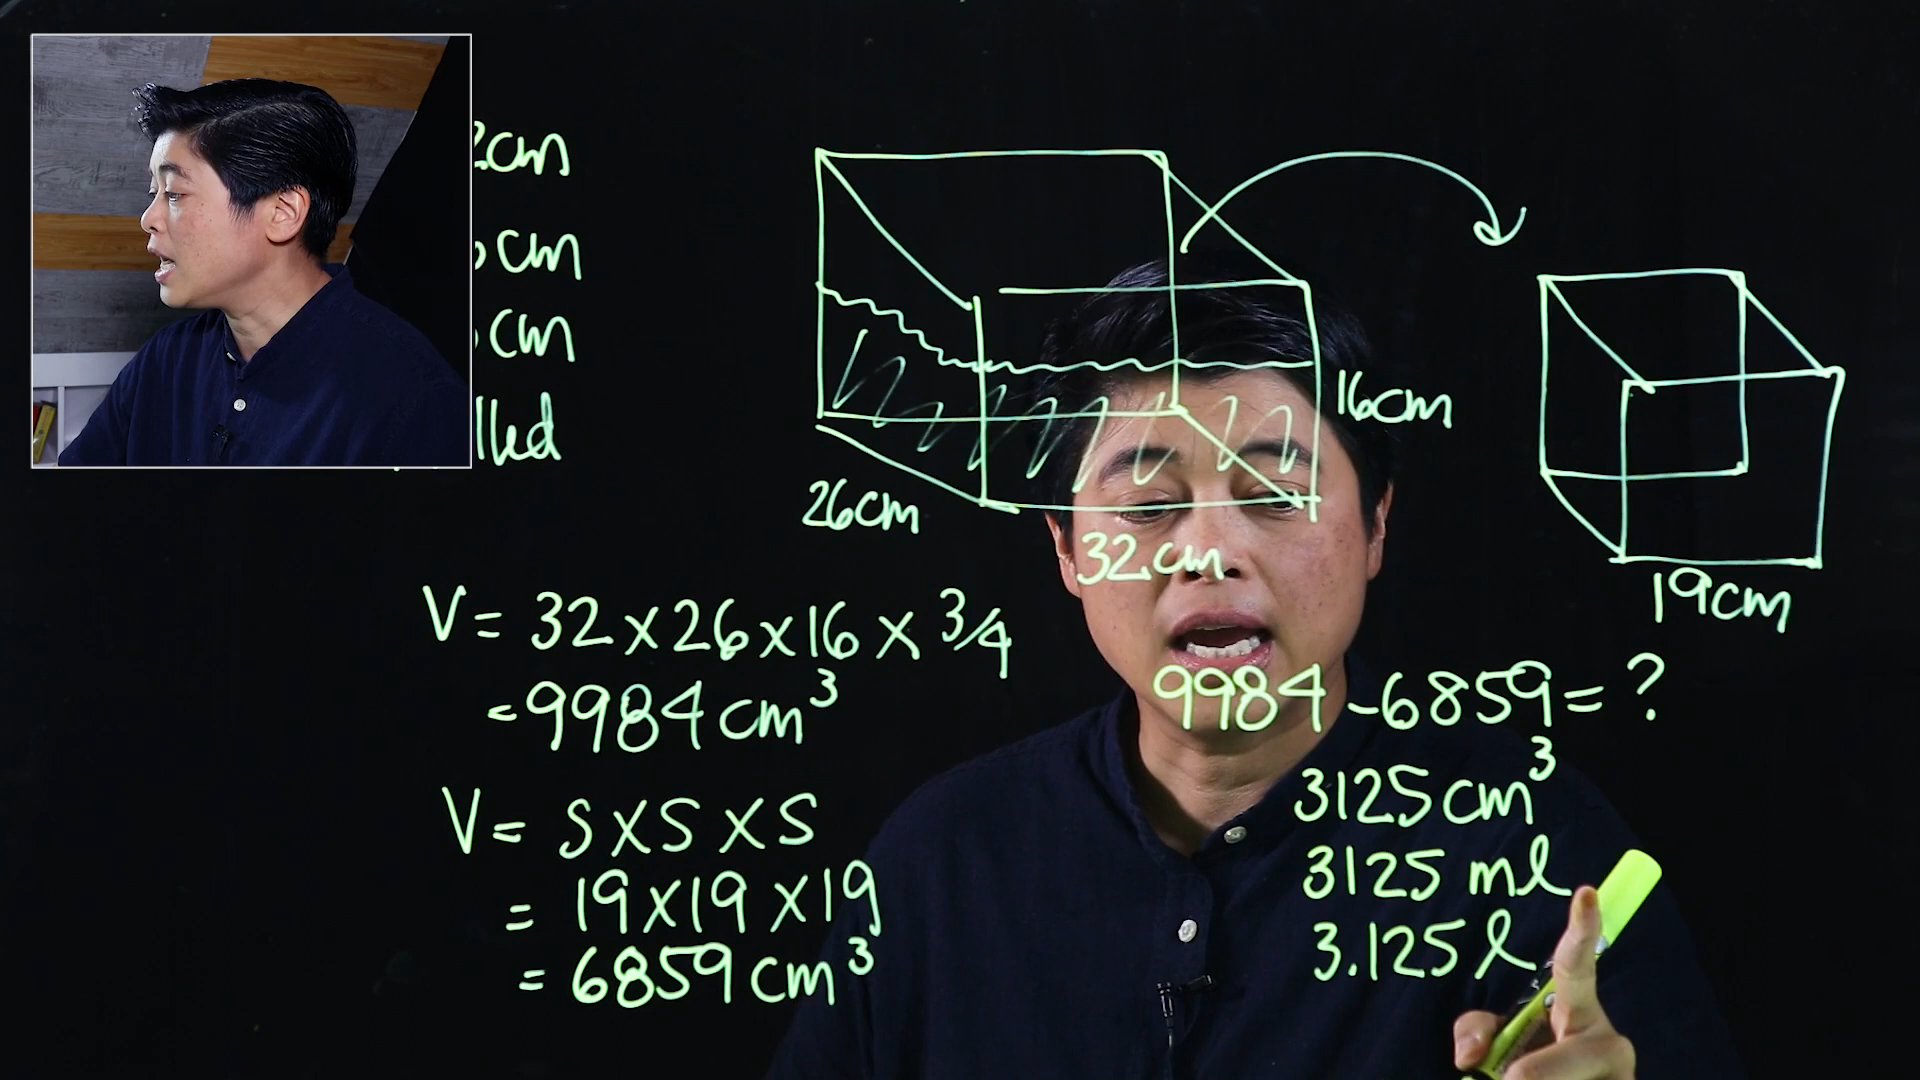 cm
cm
cm
16cm
26cm
32cm
19cm
V = 32 x 26 x 16 x 3/4
= 9984 cm³
V = S X S X S
= 19 X 19 X 19
= 6859 cm³
9984 - 6859 = ?
3125 cm³
3125 ml
3.125 l